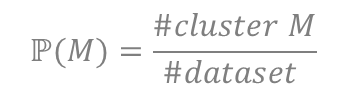 ℙ(M) = #cluster M / #dataset